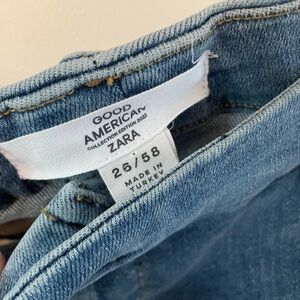 GOOD
AMERICAN
COLLECTION EDITION 2022
ZARA
26/58
MADE IN
TURKEY